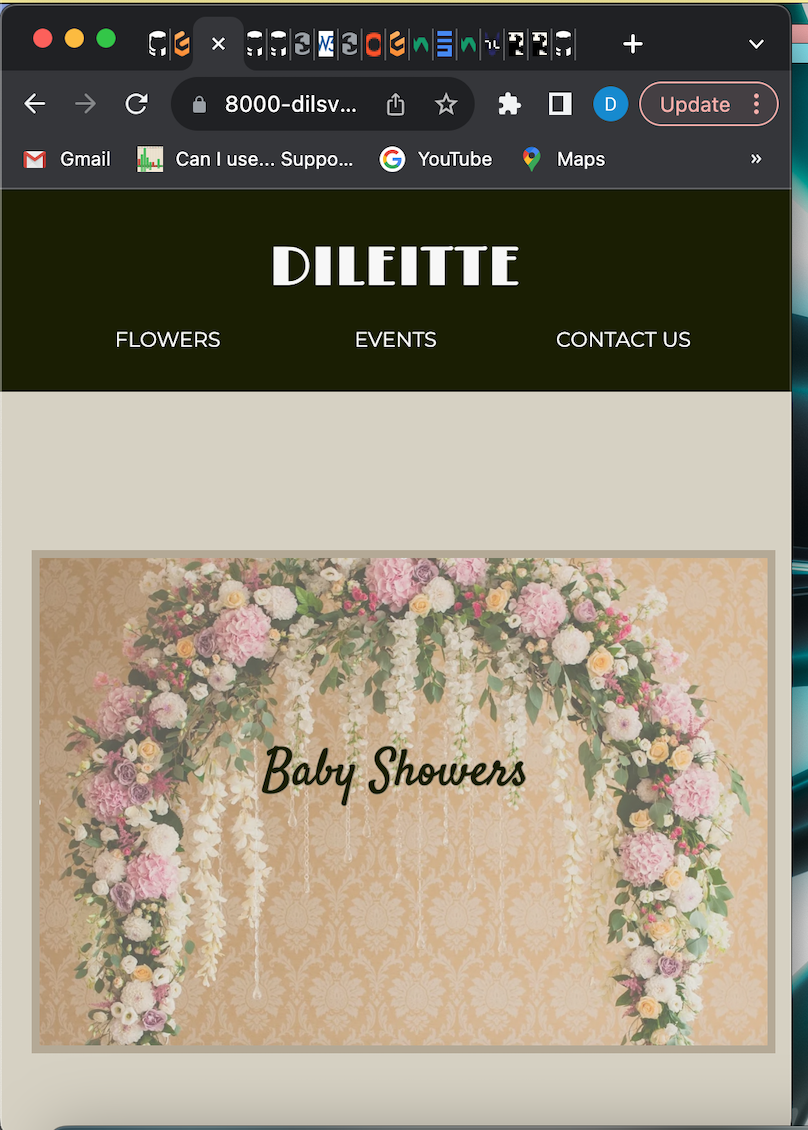 8000-dilsv... D Update
Gmail Can I use... Suppo... YouTube Maps »
DILEITTE
FLOWERS EVENTS CONTACT US
Baby Showers